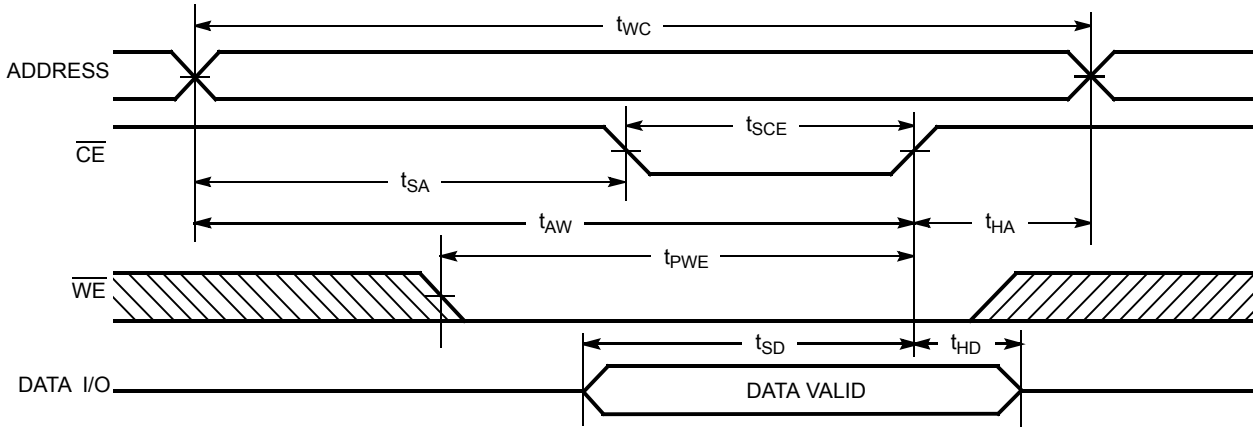 tWC
ADDRESS
tSCE
CE
tSA
tAW
tHA
tPWE
WE
tSD
tHD
DATA I/O
DATA VALID